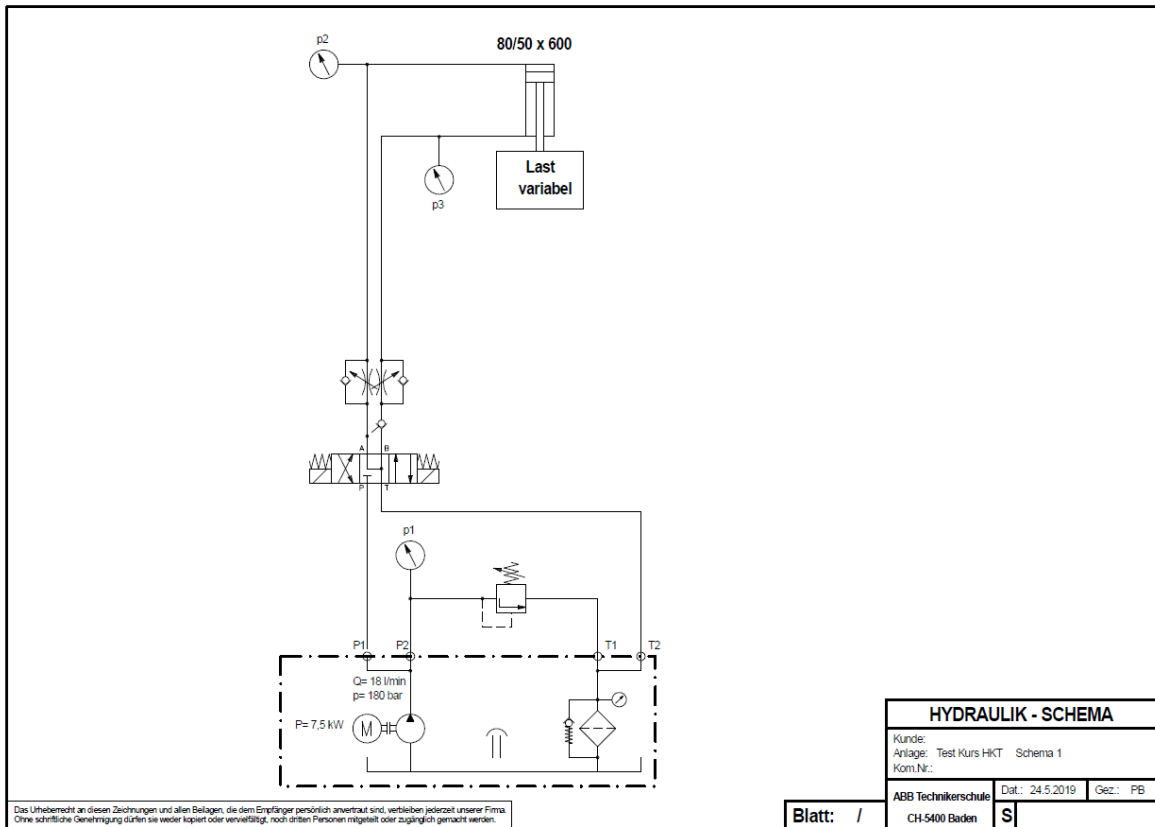 p2
80/50 x 600
Last
variabel
p3
A B
P T
p1
P1 P2 T1 T2
Q= 18 l/min
p= 180 bar
P= 7,5 kW
M
HYDRAULIK - SCHEMA
Kunde:
Anlage: Test Kurs HKT Schema 1
Kom.Nr.:
ABB Technikerschule
CH-5400 Baden
Dat.: 24.5.2019 Gez.: PB
S
Blatt: /
Das Urheberrecht an diesen Zeichnungen und allen Beilagen, die dem Empfänger persönlich anvertraut sind, verbleiben jederzeit unserer Firma.
Ohne schriftliche Genehmigung dürfen sie weder kopiert oder vervielfältigt, noch dritten Personen mitgeteilt oder zugänglich gemacht werden.